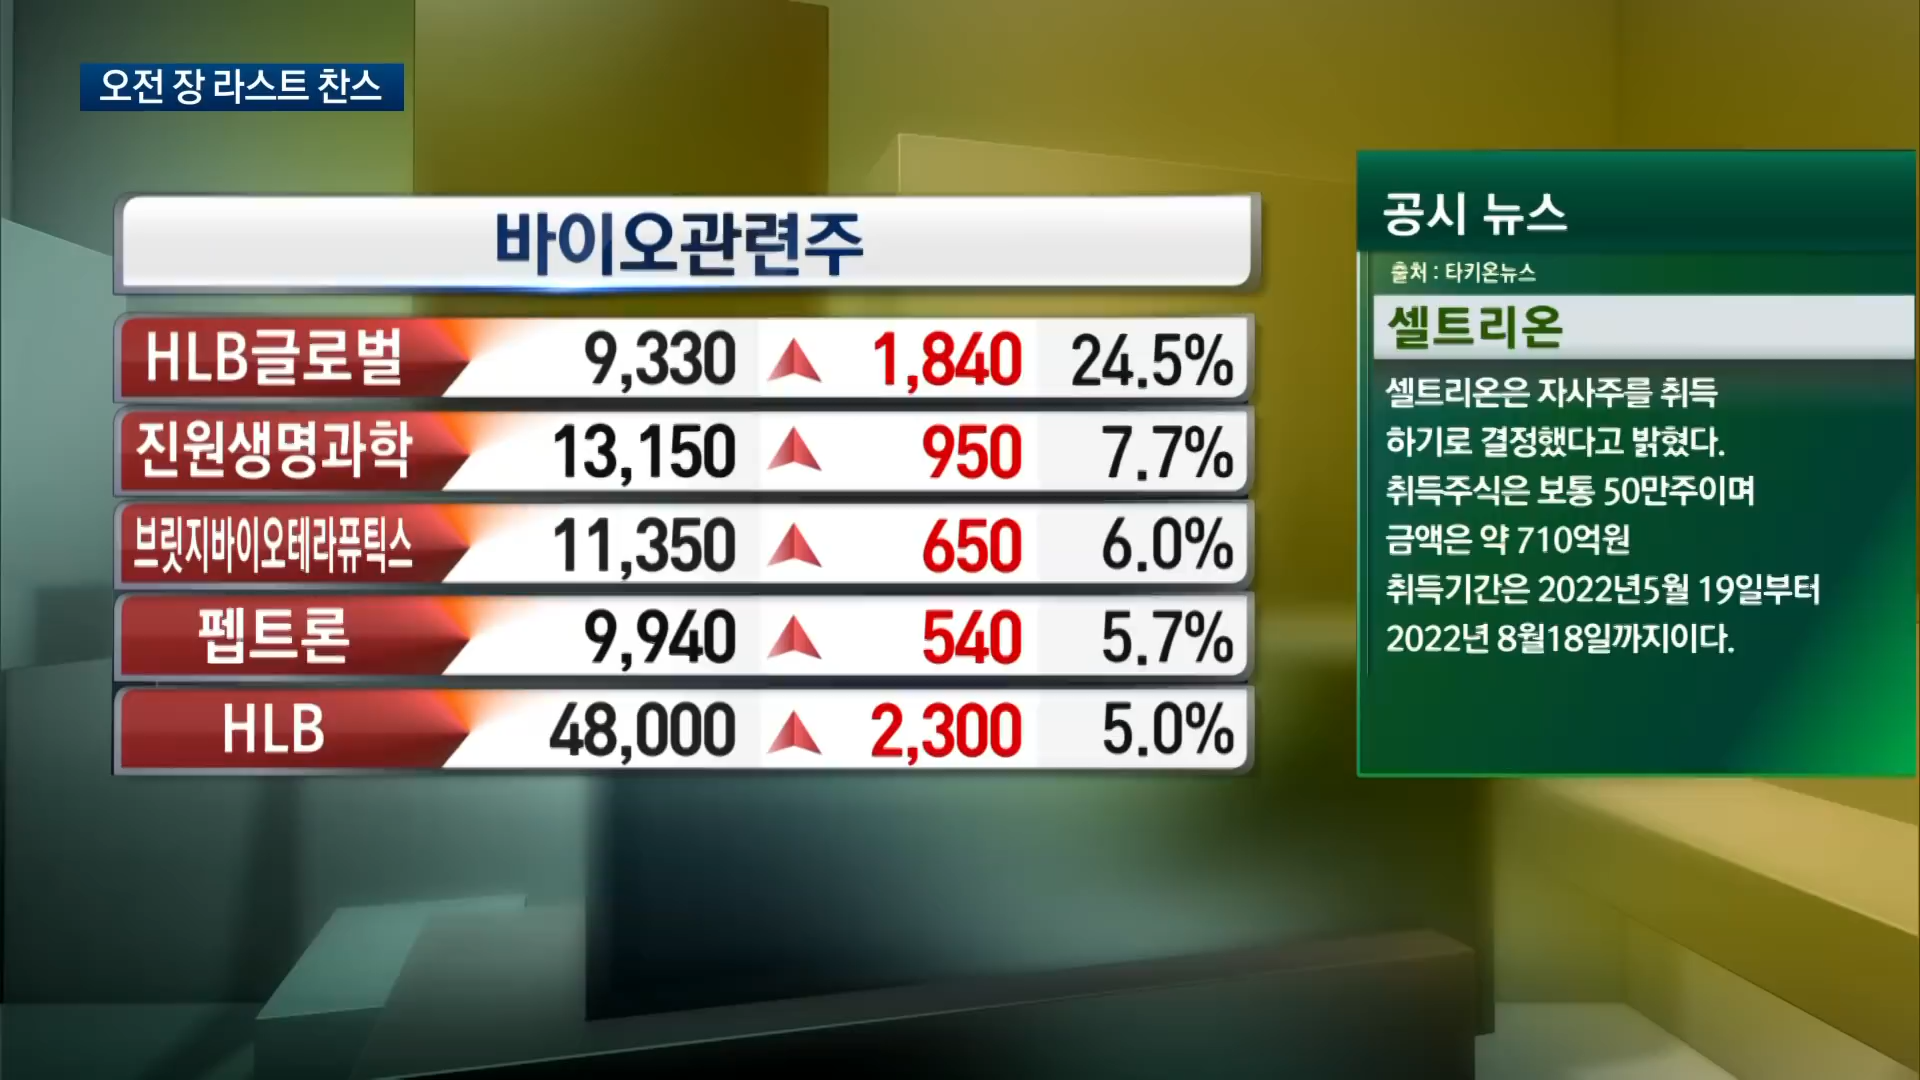 오전 장 라스트 찬스
바이오관련주
HLB글로벌 9,330 ▲ 1,840 24.5%
진원생명과학 13,150 ▲ 950 7.7%
브릿지바이오테라퓨틱스 11,350 ▲ 650 6.0%
펩트론 9,940 ▲ 540 5.7%
HLB 48,000 ▲ 2,300 5.0%
공시 뉴스
출처 : 타키온뉴스
셀트리온
셀트리온은 자사주를 취득
하기로 결정했다고 밝혔다.
취득주식은 보통 50만주이며
금액은 약 710억원
취득기간은 2022년5월 19일부터
2022년 8월18일까지이다.